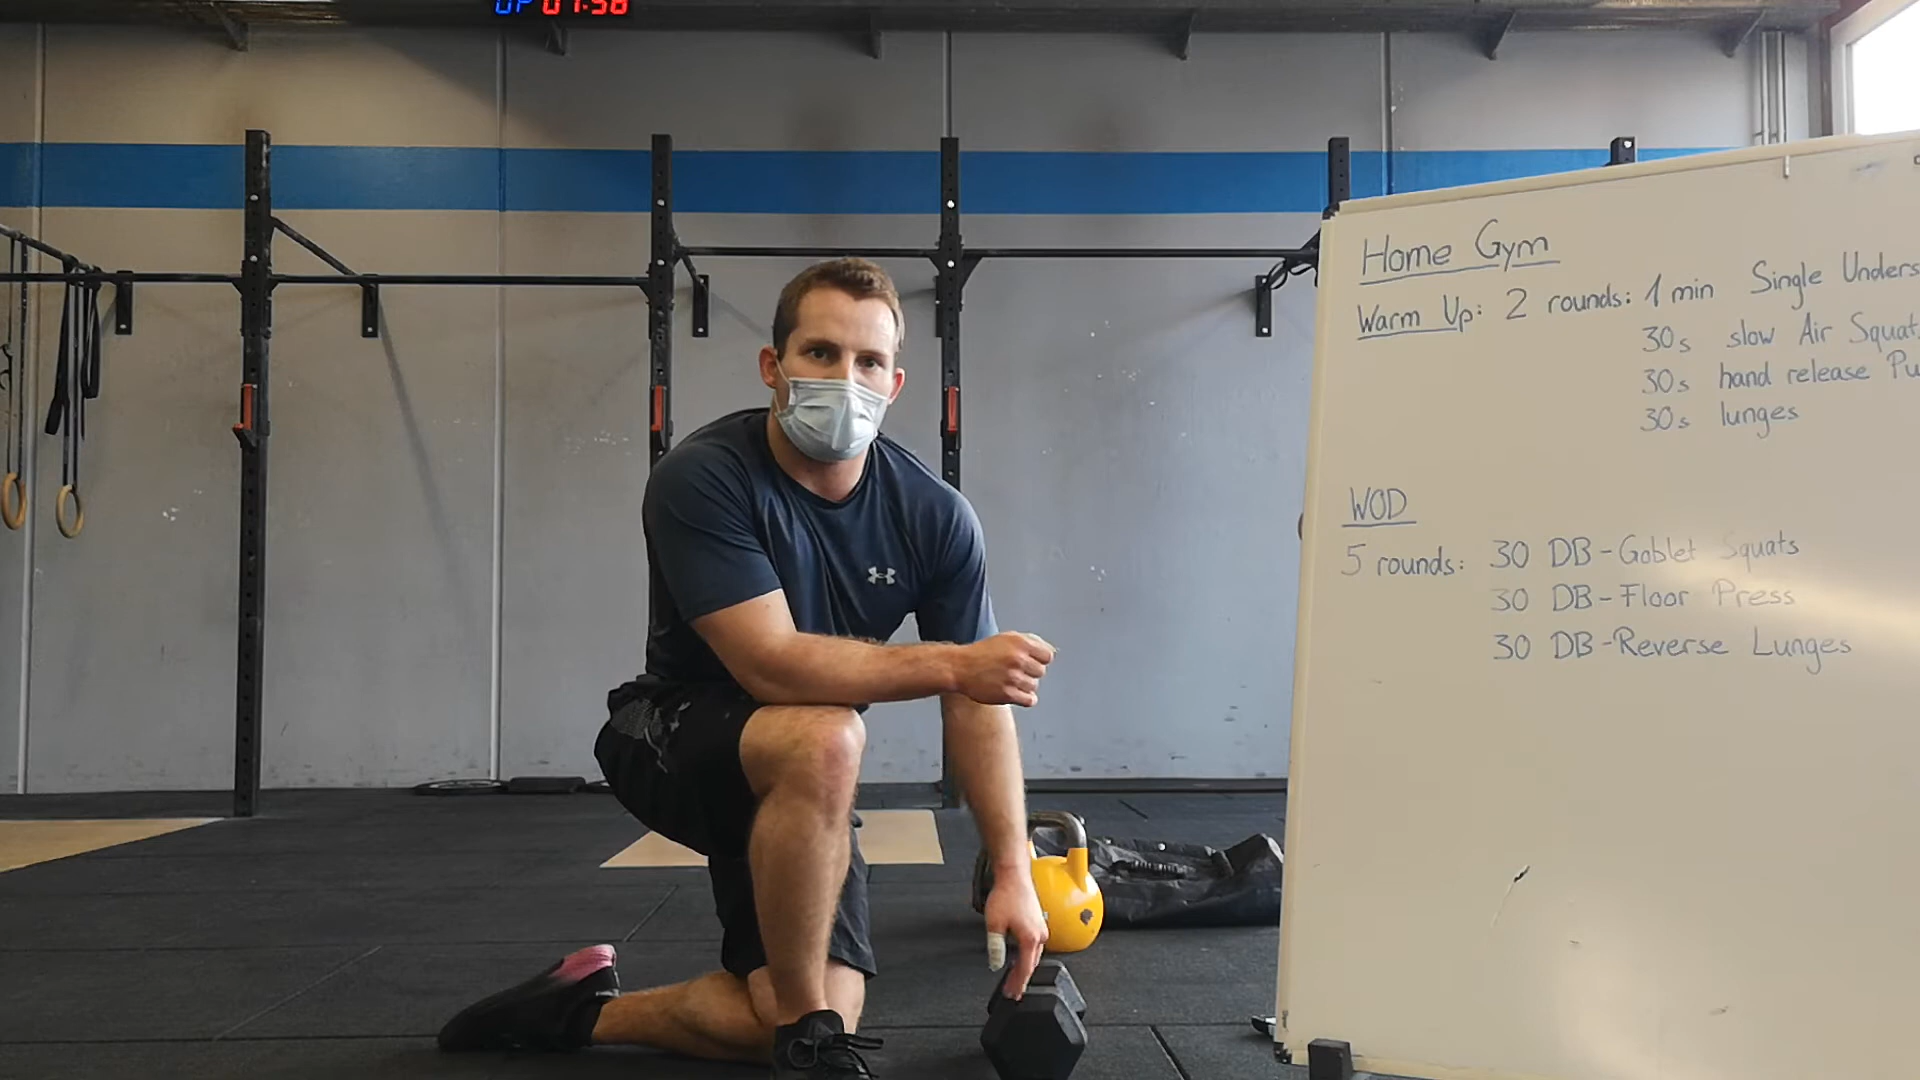 UP 01:58
Home Gym
Warm Up: 2 rounds: 1 min Single Unders
30s slow Air Squat
30s hand release Pu
30s lunges
WOD
5 rounds: 30 DB-Goblet Squats
30 DB-Floor Press
30 DB-Reverse Lunges